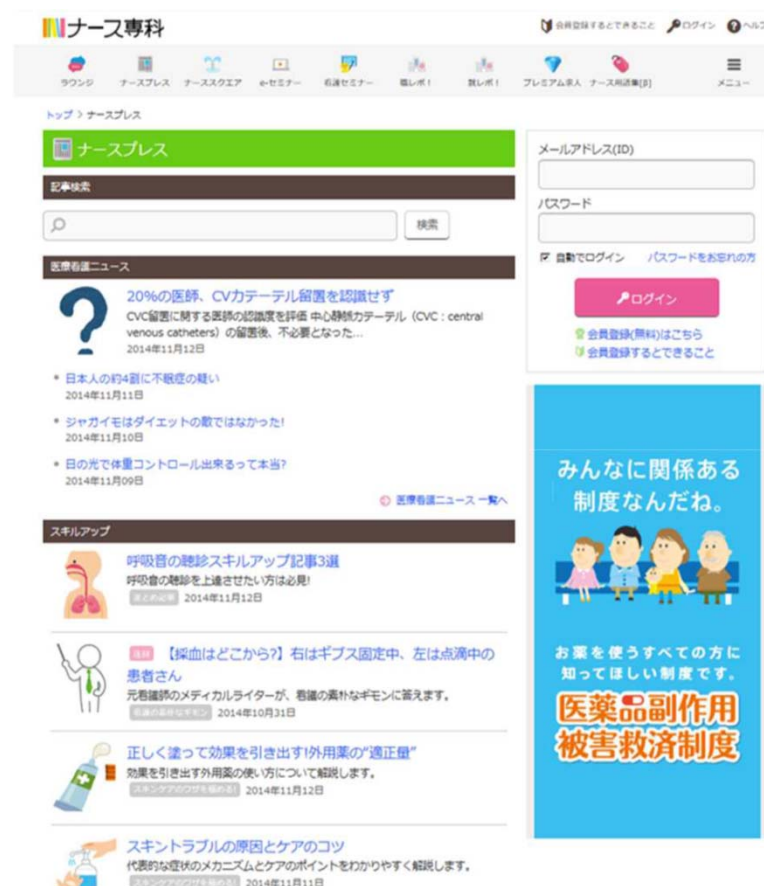 ナース専科
会員登録するとできること ログイン ヘルプ
ラウンジ ナースプレス ナーススクエア e-セミナー 看護セミナー 職レポ! 就レポ! プレミアム求人 ナース用語集[β] メニュー
トップ > ナースプレス
ナースプレス
記事検索
検索
医療看護ニュース
20%の医師、CVカテーテル留置を認識せず
CVC留置に関する医師の認識度を評価 中心静脈カテーテル（CVC：central
venous catheters）の留置後、不必要となった…
2014年11月12日
日本人の約4割に不眠症の疑い
2014年11月11日
ジャガイモはダイエットの敵ではなかった!
2014年11月10日
日の光で体重コントロール出来るって本当?
2014年11月09日
医療看護ニュース 一覧へ
スキルアップ
呼吸音の聴診スキルアップ記事3選
呼吸音の聴診を上達させたい方は必見!
まとめ記事 2014年11月12日
注目 【採血はどこから?】右はギプス固定中、左は点滴中の
患者さん
元看護師のメディカルライターが、看護の素朴なギモンに答えます。
看護の素朴なギモン 2014年10月31日
正しく塗って効果を引き出す!外用薬の“適正量”
効果を引き出す外用薬の使い方について解説します。
スキンケアのワザを極める! 2014年11月12日
スキントラブルの原因とケアのコツ
代表的な症状のメカニズムとケアのポイントをわかりやすく解説します。
スキンケアのワザを極める! 2014年11月11日
メールアドレス(ID)
パスワード
自動でログイン パスワードをお忘れの方
ログイン
会員登録(無料)はこちら
会員登録するとできること
みんなに関係ある
制度なんだね。
お薬を使うすべての方に
知ってほしい制度です。
医薬品副作用
被害救済制度